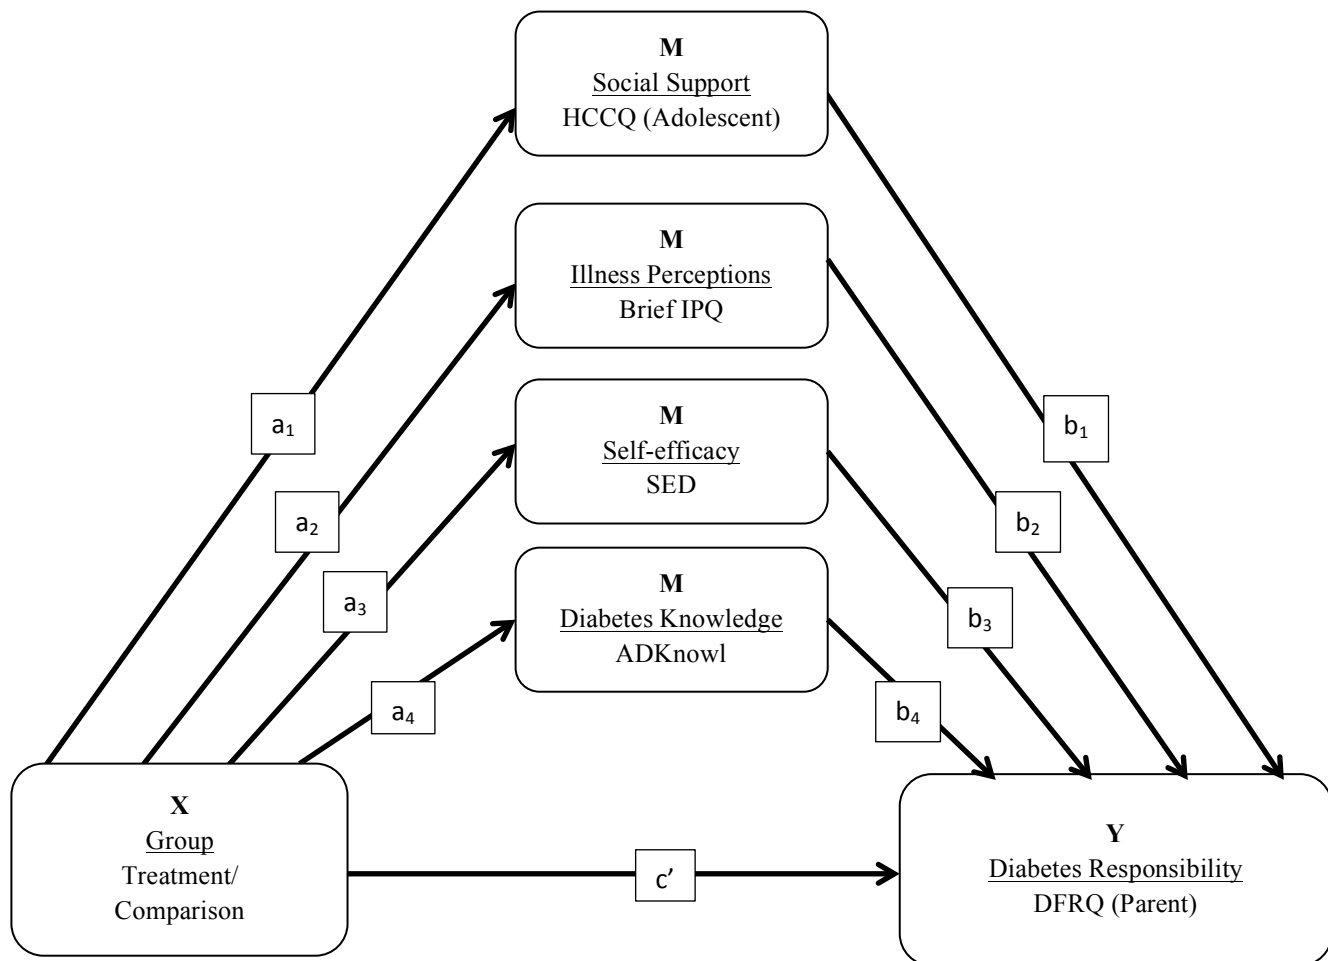 M
Social Support
HCCQ (Adolescent)
M
Illness Perceptions
Brief IPQ
M
Self-efficacy
SED
M
Diabetes Knowledge
ADKnowl
a₁
a₂
a₃
a₄
b₁
b₂
b₃
b₄
X
Group
Treatment/
Comparison
c’
Y
Diabetes Responsibility
DFRQ (Parent)